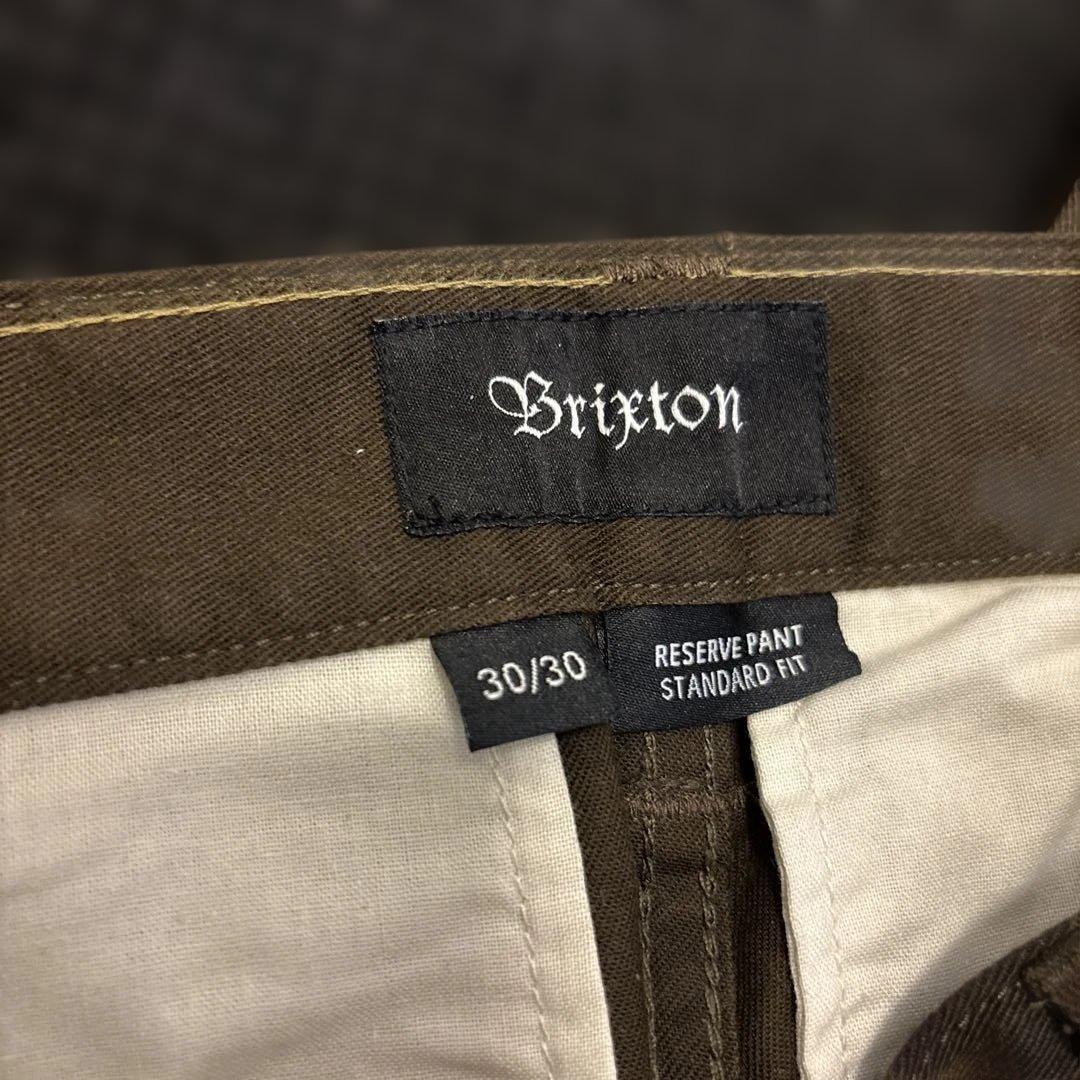 Brixton
30/30
RESERVE PANT
STANDARD FIT